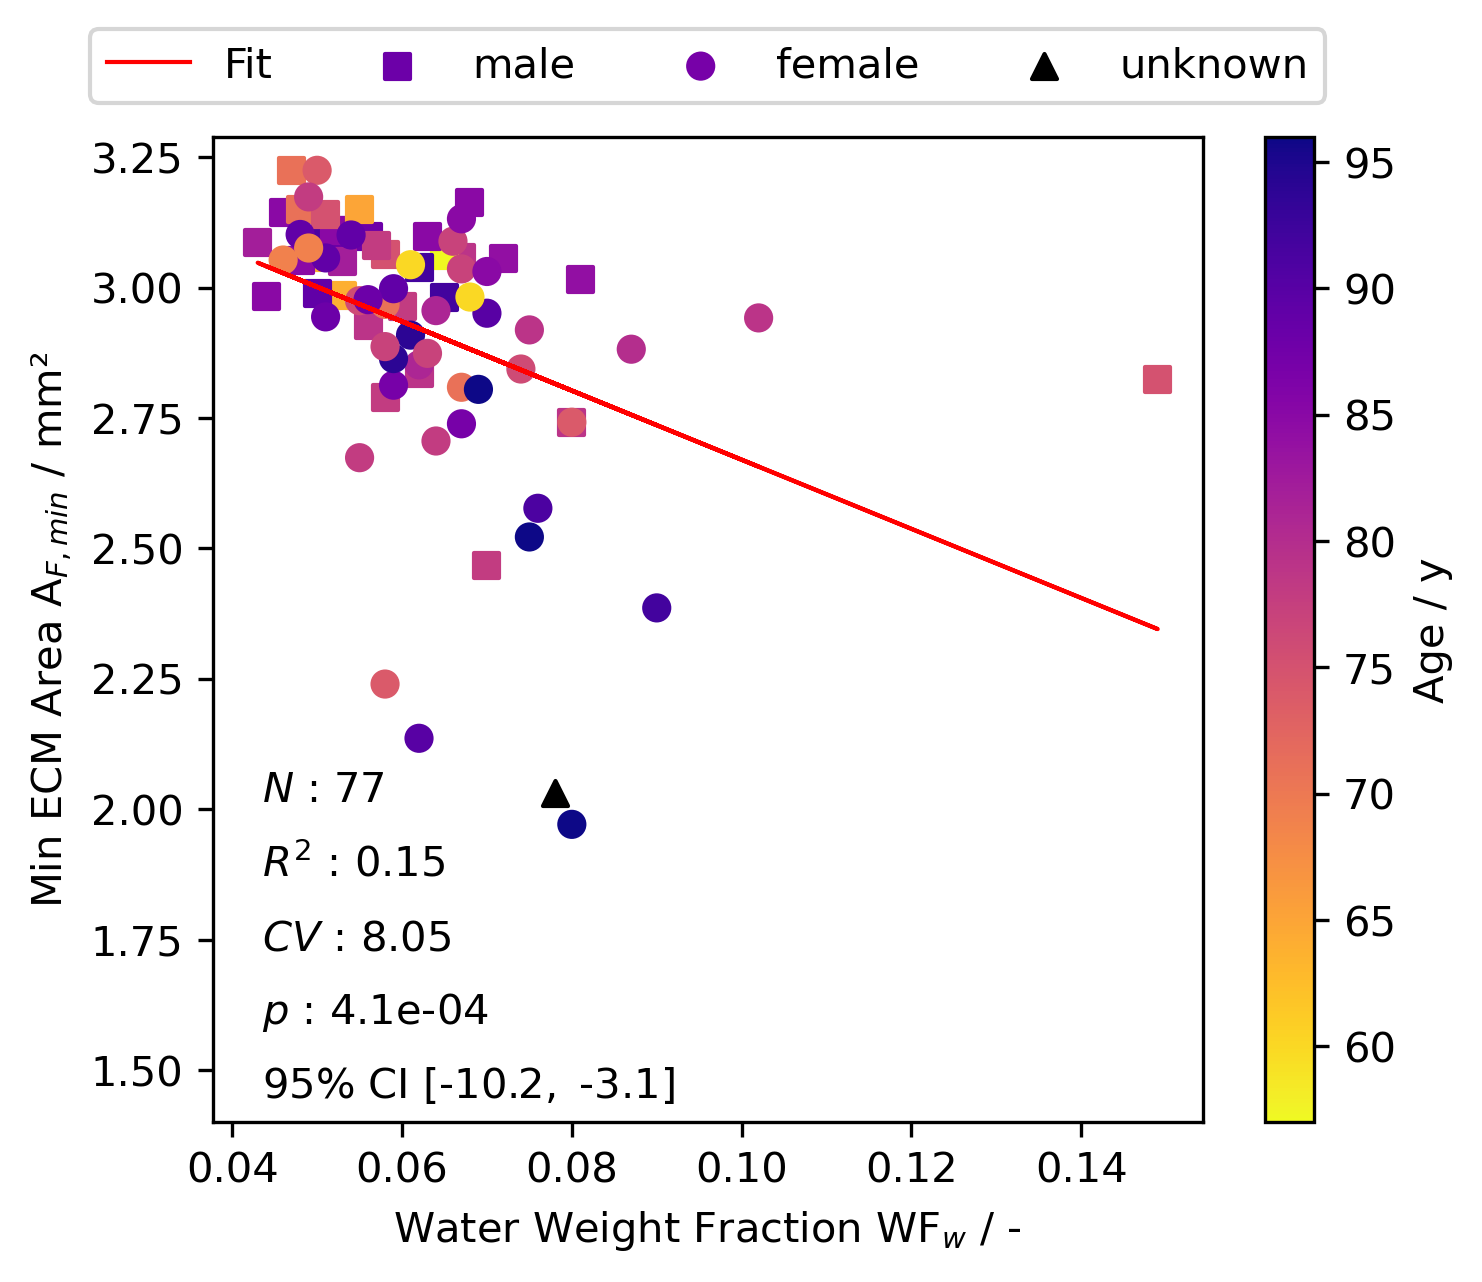 Fit male female unknown
3.25
3.00
2.75
2.50
2.25
2.00
1.75
1.50
Min ECM Area A_{F,min} / mm²
N : 77
R² : 0.15
CV : 8.05
p : 4.1e-04
95% CI [-10.2, -3.1]
0.04 0.06 0.08 0.10 0.12 0.14
Water Weight Fraction WF_w / -
95
90
85
80
75
70
65
60
Age / y